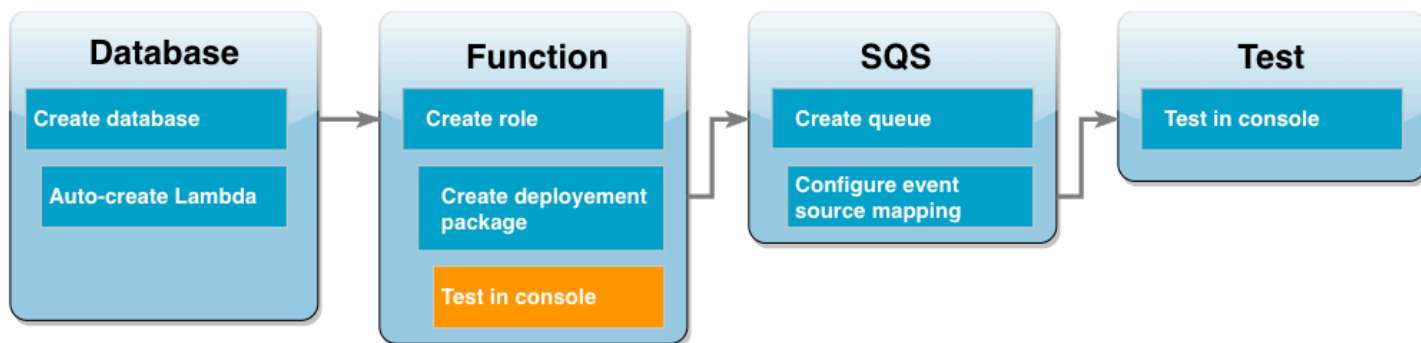 Database
Create database
Auto-create Lambda
Function
Create role
Create deployement
package
Test in console
SQS
Create queue
Configure event
source mapping
Test
Test in console